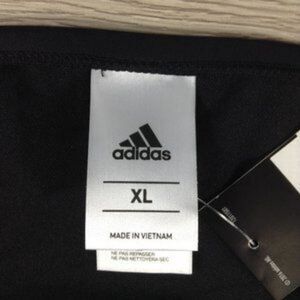 adidas
XL
MADE IN VIETNAM
NE PAS REPASSER
NE PAS NETTOYER A SEC